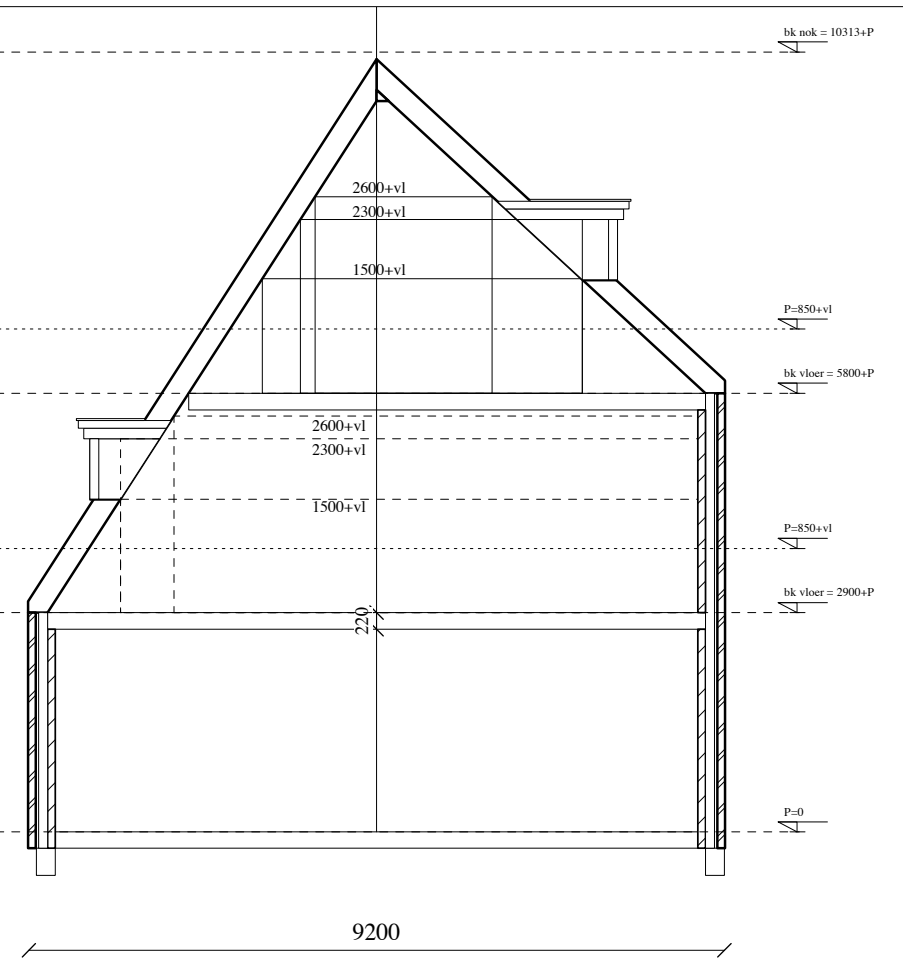 bk nok = 10313+P
2600+vl
2300+vl
1500+vl
P=850+vl
bk vloer = 5800+P
2600+vl
2300+vl
1500+vl
P=850+vl
bk vloer = 2900+P
220
P=0
9200